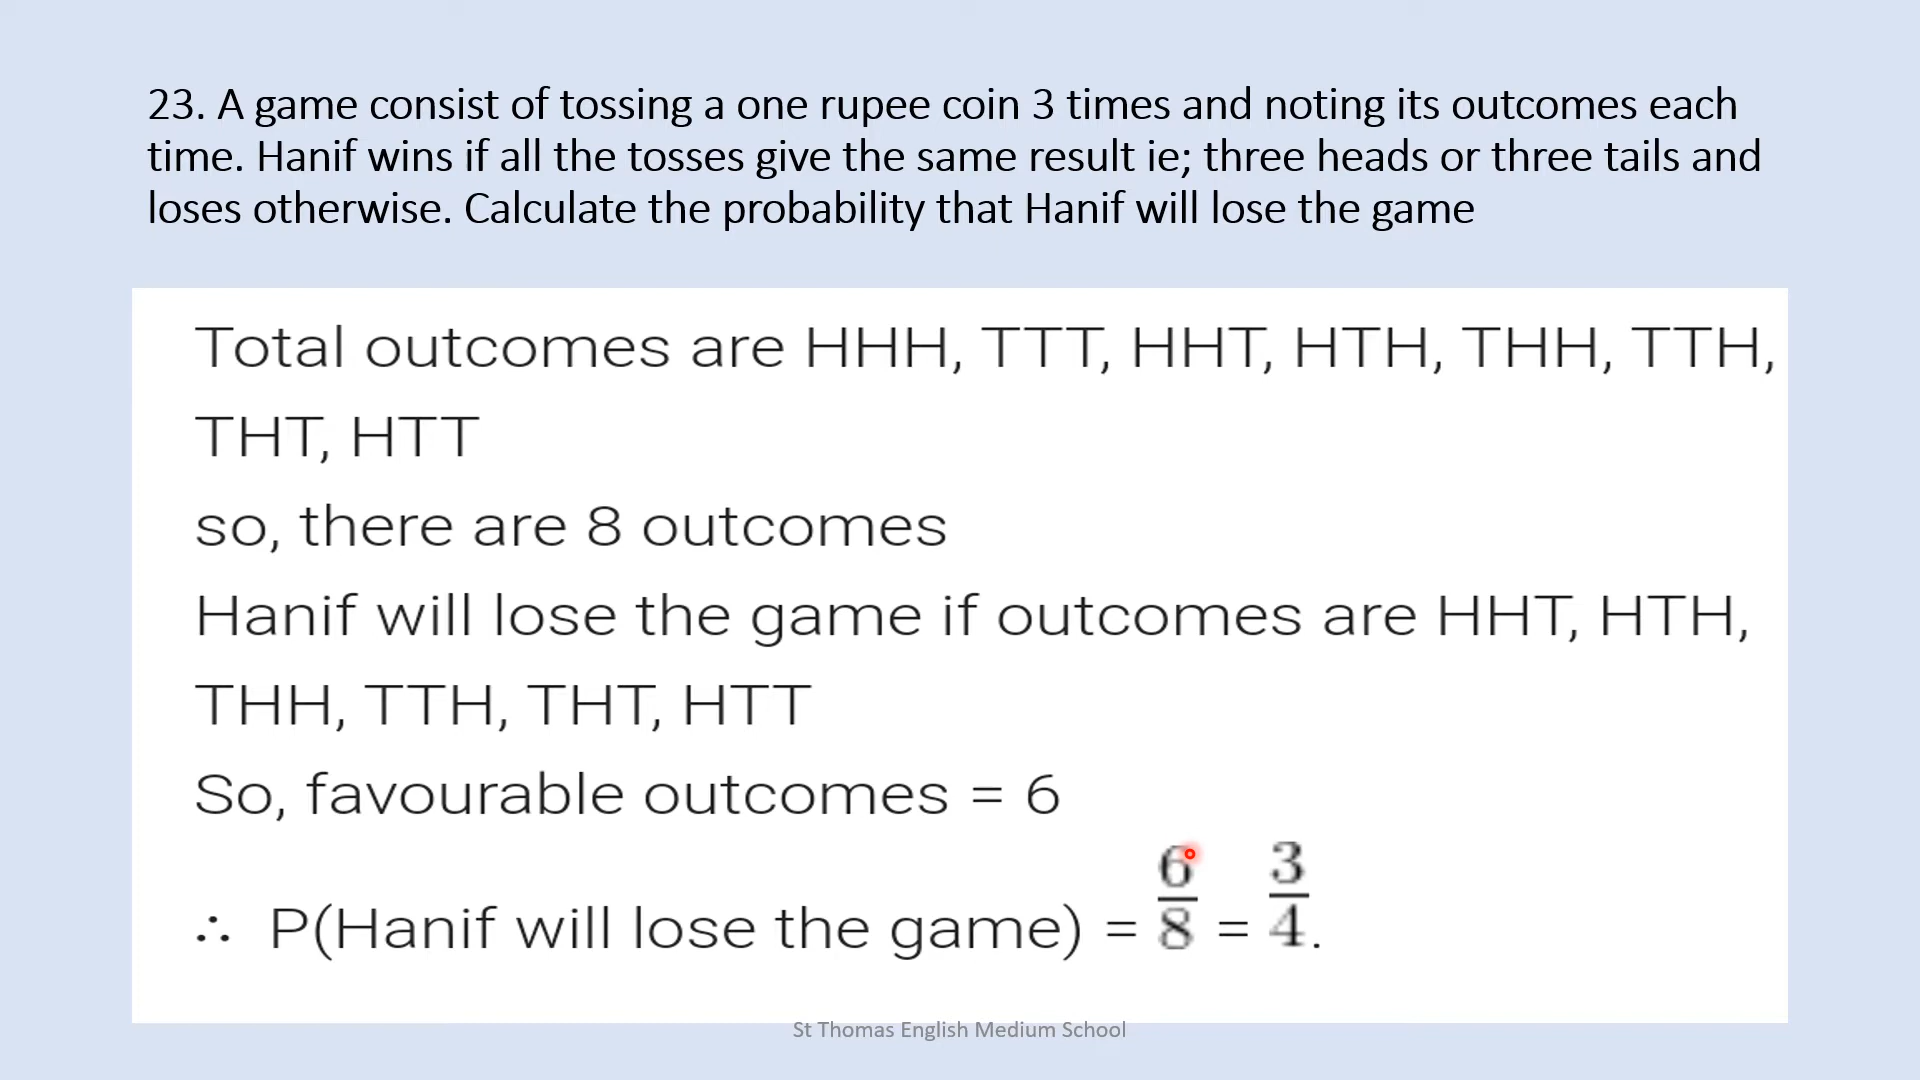 23. A game consist of tossing a one rupee coin 3 times and noting its outcomes each
time. Hanif wins if all the tosses give the same result ie; three heads or three tails and
loses otherwise. Calculate the probability that Hanif will lose the game
Total outcomes are HHH, TTT, HHT, HTH, THH, TTH,
THT, HTT
so, there are 8 outcomes
Hanif will lose the game if outcomes are HHT, HTH,
THH, TTH, THT, HTT
So, favourable outcomes = 6
∴ P(Hanif will lose the game) = 6/8 = 3/4.
St Thomas English Medium School